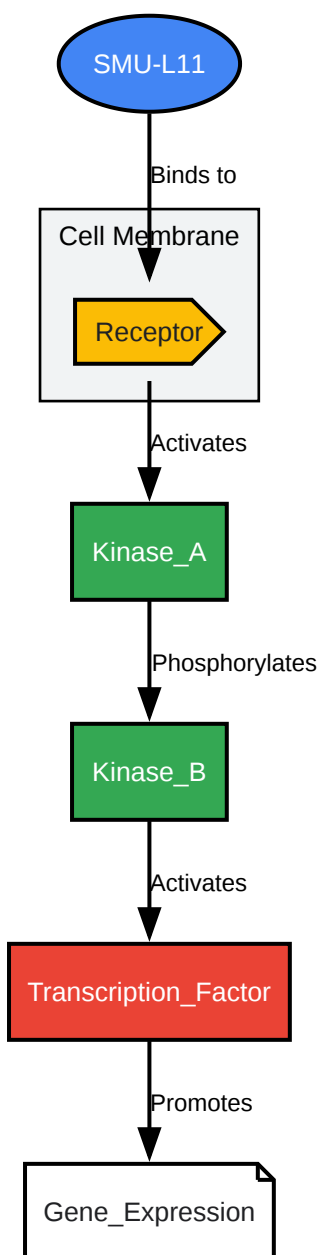 SMU-L11
Binds to
Cell Membrane
Receptor
Activates
Kinase_A
Phosphorylates
Kinase_B
Activates
Transcription_Factor
Promotes
Gene_Expression